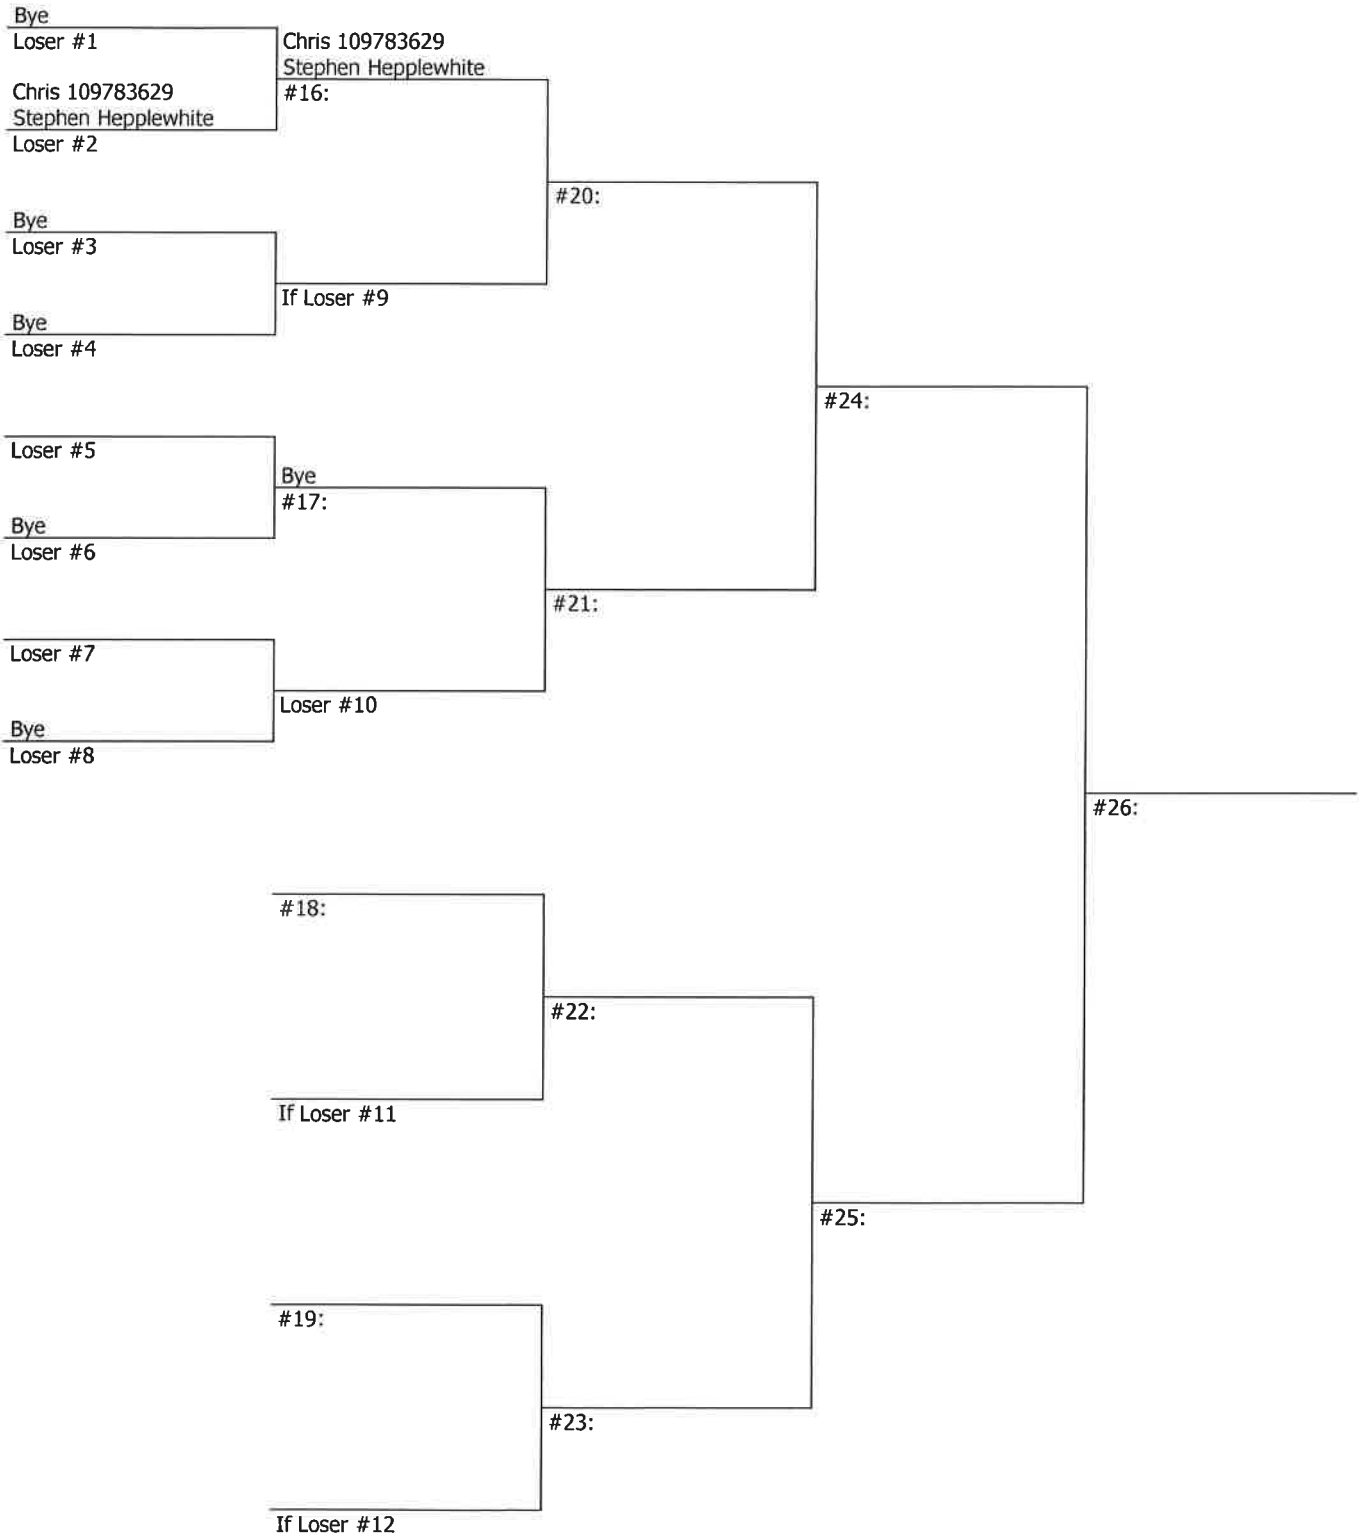 Bye
Loser #1
Chris 109783629
Stephen Hepplewhite
Loser #2
Chris 109783629
Stephen Hepplewhite
#16:
Bye
Loser #3
Bye
Loser #4
If Loser #9
#20:
Loser #5
Bye
Loser #6
Bye
#17:
Loser #7
Bye
Loser #8
Loser #10
#21:
#24:
#18:
If Loser #11
#22:
#19:
If Loser #12
#23:
#25:
#26: